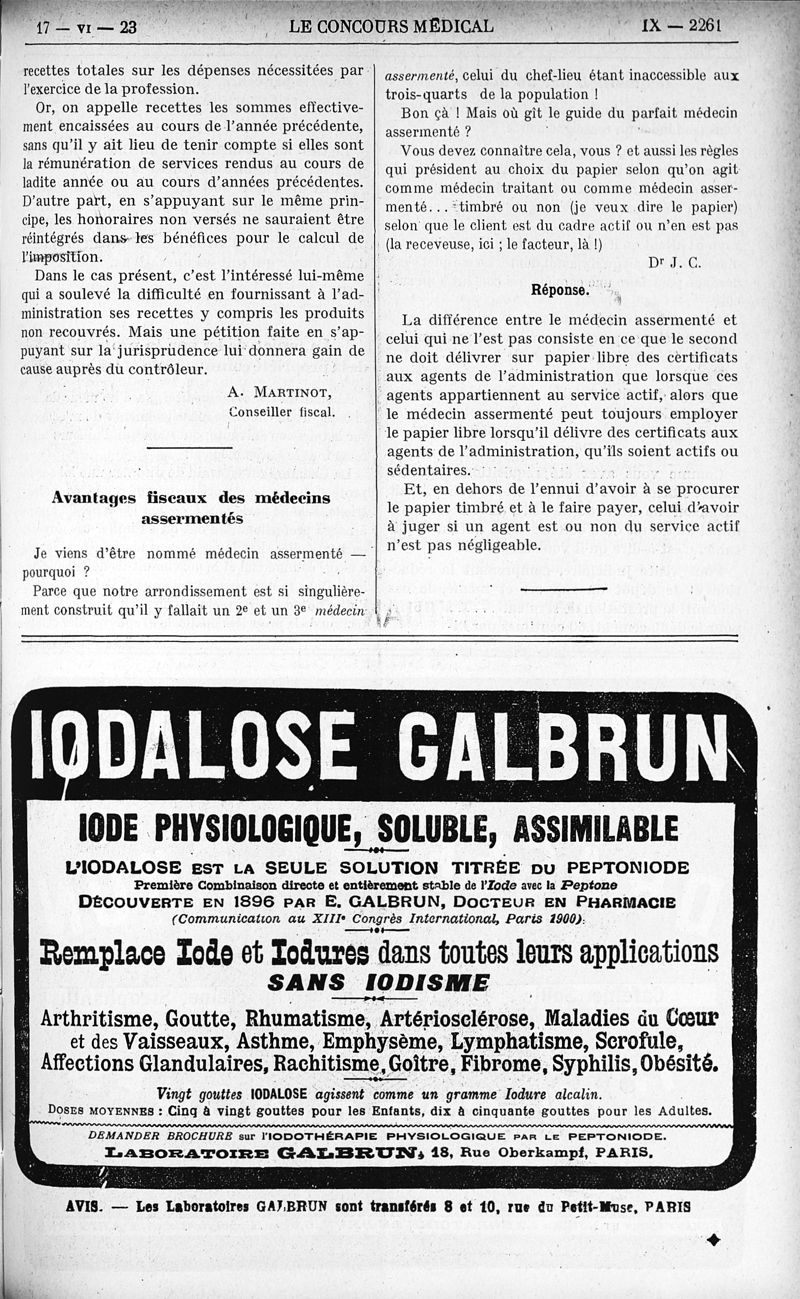 17 — VI — 23
LE CONCOURS MÉDICAL
IX — 2261
recettes totales sur les dépenses nécessitées par
l'exercice de la profession.
Or, on appelle recettes les sommes effective-
ment encaissées au cours de l'année précédente,
sans qu'il y ait lieu de tenir compte si elles sont
la rémunération de services rendus au cours de
ladite année ou au cours d'années précédentes.
D'autre part, en s'appuyant sur le même prin-
cipe, les honoraires non versés ne sauraient être
réintégrés dans les bénéfices pour le calcul de
l'imposition.
Dans le cas présent, c'est l'intéressé lui-même
qui a soulevé la difficulté en fournissant à l'ad-
ministration ses recettes y compris les produits
non recouvrés. Mais une pétition faite en s'ap-
puyant sur la jurisprudence lui donnera gain de
cause auprès du contrôleur.
A. MARTINOT,
Conseiller fiscal.
Avantages fiscaux des médecins
assermentés
Je viens d'être nommé médecin assermenté —
pourquoi ?
Parce que notre arrondissement est si singulière-
ment construit qu'il y fallait un 2e et un 3e médecin
assermenté, celui du chef-lieu étant inaccessible aux
trois-quarts de la population !
Bon çà ! Mais où gît le guide du parfait médecin
assermenté ?
Vous devez connaître cela, vous ? et aussi les règles
qui président au choix du papier selon qu'on agit
comme médecin traitant ou comme médecin asser-
menté... timbré ou non (je veux dire le papier)
selon que le client est du cadre actif ou n'en est pas
(la receveuse, ici ; le facteur, là !)
Dr J. C.
Réponse.
La différence entre le médecin assermenté et
celui qui ne l'est pas consiste en ce que le second
ne doit délivrer sur papier libre des certificats
aux agents de l'administration que lorsque ces
agents appartiennent au service actif, alors que
le médecin assermenté peut toujours employer
le papier libre lorsqu'il délivre des certificats aux
agents de l'administration, qu'ils soient actifs ou
sédentaires.
Et, en dehors de l'ennui d'avoir à se procurer
le papier timbré et à le faire payer, celui d'avoir
à juger si un agent est ou non du service actif
n'est pas négligeable.
IODALOSE GALBRUN
IODE PHYSIOLOGIQUE, SOLUBLE, ASSIMILABLE
L'IODALOSE EST LA SEULE SOLUTION TITRÉE DU PEPTONIODE
Première Combinaison directe et entièrement stable de l'Iode avec la Peptone
DÉCOUVERTE EN 1896 PAR E. GALBRUN, DOCTEUR EN PHARMACIE
(Communication au XIIIe Congrès International, Paris 1900).
Remplace Iode et Iodures dans toutes leurs applications
SANS IODISME
Arthritisme, Goutte, Rhumatisme, Artériosclérose, Maladies du Cœur
et des Vaisseaux, Asthme, Emphysème, Lymphatisme, Scrofule,
Affections Glandulaires, Rachitisme, Goître, Fibrome, Syphilis, Obésité.
Vingt gouttes IODALOSE agissent comme un gramme Iodure alcalin.
DOSES MOYENNES : Cinq à vingt gouttes pour les Enfants, dix à cinquante gouttes pour les Adultes.
DEMANDER BROCHURE sur l'IODOTHÉRAPIE PHYSIOLOGIQUE PAR LE PEPTONIODE.
LABORATOIRE GALBRUN, 18, Rue Oberkampf, PARIS.
AVIS. — Les Laboratoires GALBRUN sont transférés 8 et 10, rue du Petit-Musc, PARIS